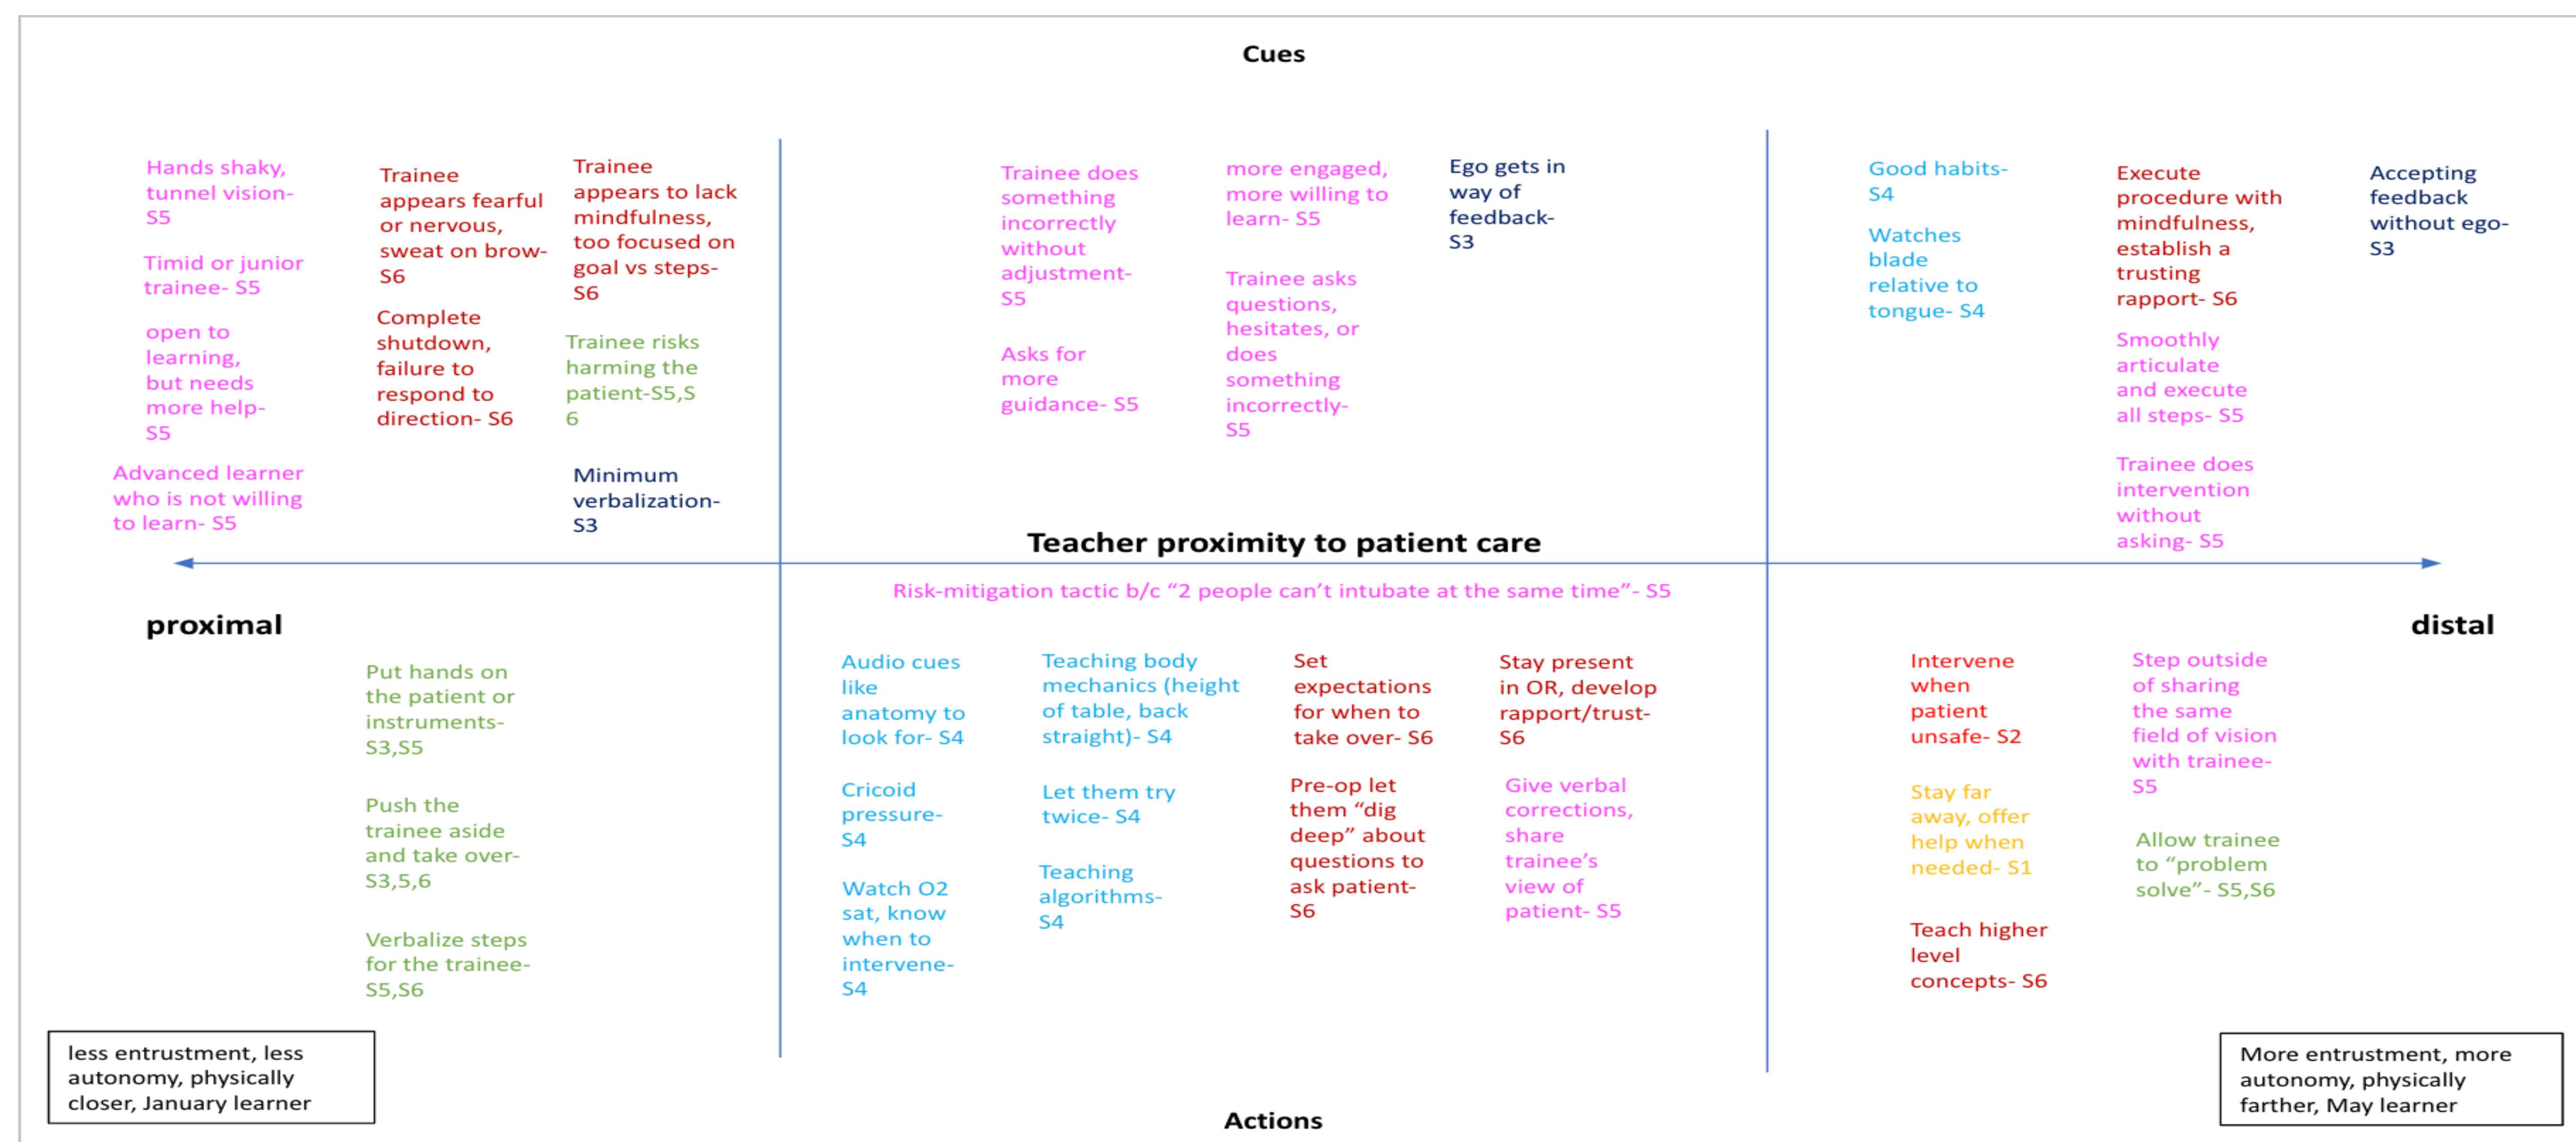 Cues
Hands shaky,
tunnel vision-
S5
Timid or junior
trainee- S5
open to
learning,
but needs
more help-
S5
Advanced learner
who is not willing
to learn- S5
Trainee
appears fearful
or nervous,
sweat on brow-
S6
Complete
shutdown,
failure to
respond to
direction- S6
Trainee
appears to lack
mindfulness,
too focused on
goal vs steps-
S6
Trainee risks
harming the
patient-S5,S
6
Minimum
verbalization-
S3
Trainee does
something
incorrectly
without
adjustment-
S5
Asks for
more
guidance- S5
more engaged,
more willing to
learn- S5
Trainee asks
questions,
hesitates, or
does
something
incorrectly-
S5
Ego gets in
way of
feedback-
S3
Good habits-
S4
Watches
blade
relative to
tongue- S4
Execute
procedure with
mindfulness,
establish a
trusting
rapport- S6
Smoothly
articulate
and execute
all steps- S5
Trainee does
intervention
without
asking- S5
Accepting
feedback
without ego-
S3
Teacher proximity to patient care
Risk-mitigation tactic b/c “2 people can’t intubate at the same time”- S5
proximal
distal
Put hands on
the patient or
instruments-
S3,S5
Push the
trainee aside
and take over-
S3,5,6
Verbalize steps
for the trainee-
S5,S6
Audio cues
like
anatomy to
look for- S4
Cricoid
pressure-
S4
Watch O2
sat, know
when to
intervene-
S4
Teaching body
mechanics (height
of table, back
straight)- S4
Let them try
twice- S4
Teaching
algorithms-
S4
Set
expectations
for when to
take over- S6
Pre-op let
them “dig
deep” about
questions to
ask patient-
S6
Stay present
in OR, develop
rapport/trust-
S6
Give verbal
corrections,
share
trainee’s
view of
patient- S5
Intervene
when
patient
unsafe- S2
Stay far
away, offer
help when
needed- S1
Teach higher
level
concepts- S6
Step outside
of sharing
the same
field of vision
with trainee-
S5
Allow trainee
to “problem
solve”- S5,S6
less entrustment, less
autonomy, physically
closer, January learner
More entrustment, more
autonomy, physically
farther, May learner
Actions